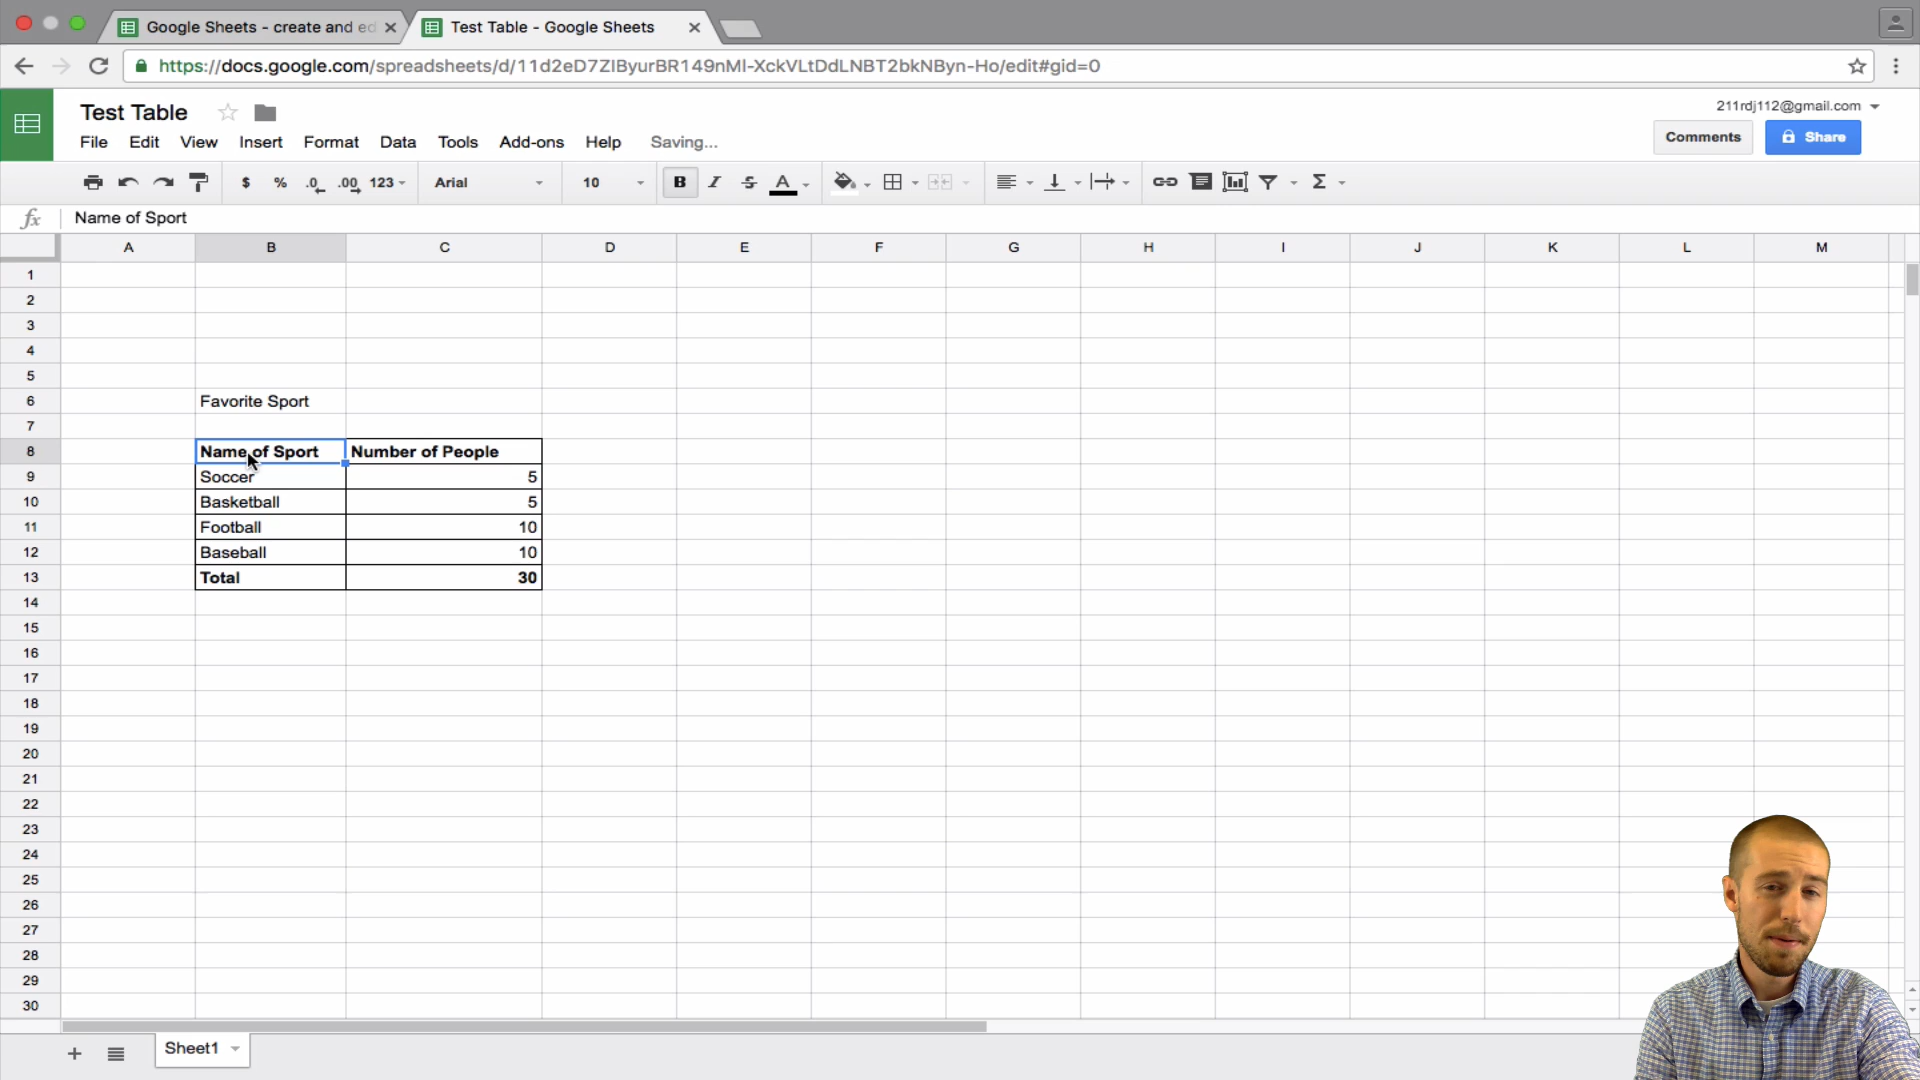 Google Sheets - create and ed
Test Table - Google Sheets
https://docs.google.com/spreadsheets/d/11d2eD7ZIByurBR149nMI-XckVLtDdLNBT2bkNByn-Ho/edit#gid=0
Test Table
211rdj112@gmail.com
File Edit View Insert Format Data Tools Add-ons Help Saving...
Comments Share
$ % .0 .00 123 Arial 10 B I S A Σ
fx Name of Sport
A B C D E F G H I J K L M
1
2
3
4
5
6 Favorite Sport
7
8 Name of Sport Number of People
9 Soccer 5
10 Basketball 5
11 Football 10
12 Baseball 10
13 Total 30
14
15
16
17
18
19
20
21
22
23
24
25
26
27
28
29
30
+ Sheet1